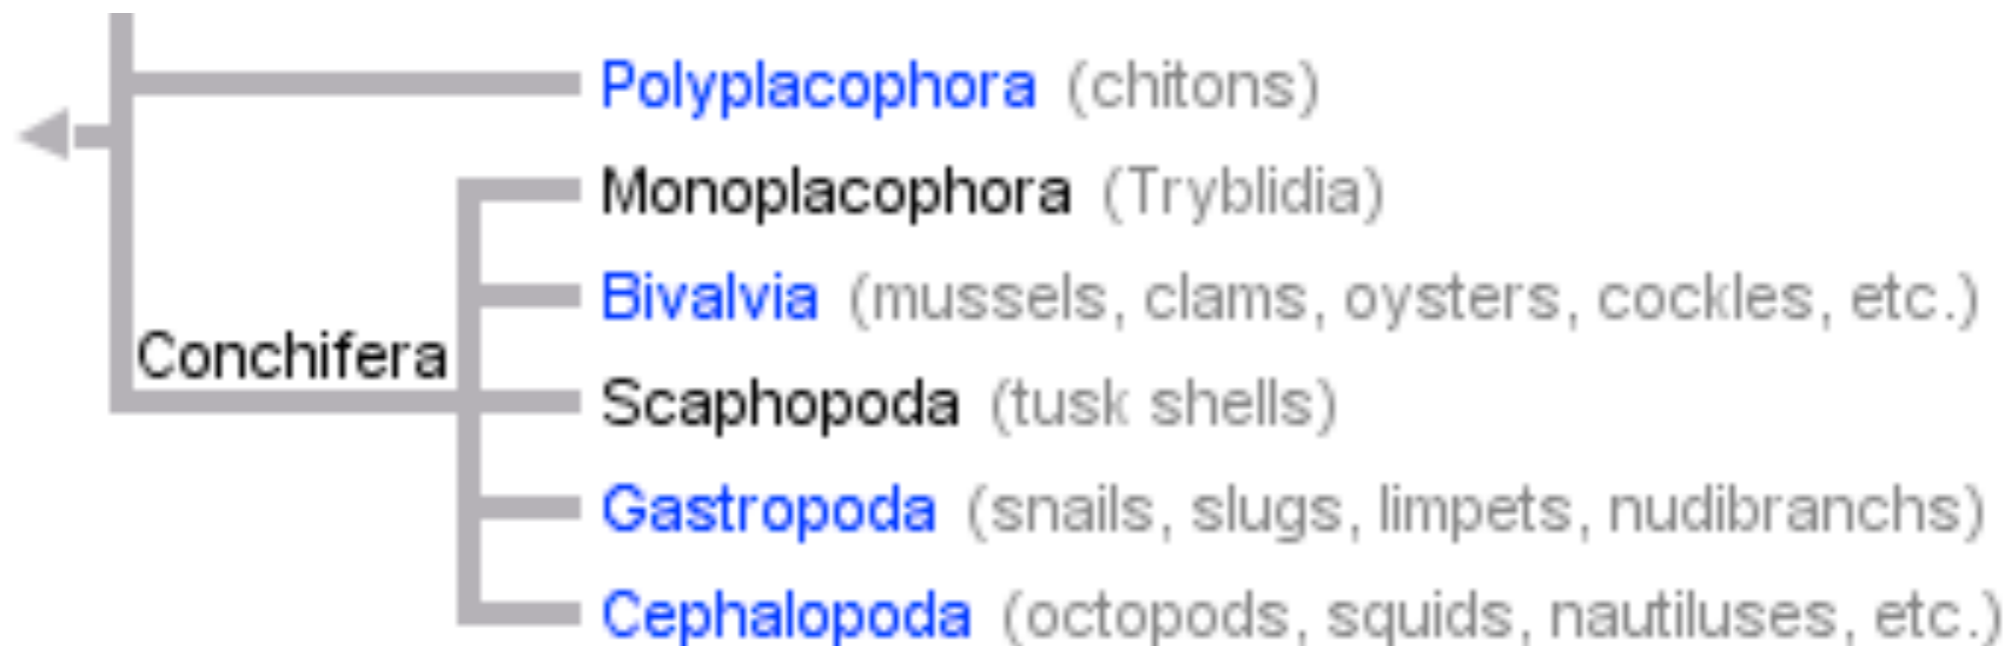 Polyplacophora (chitons)
Monoplacophora (Tryblidia)
Bivalvia (mussels, clams, oysters, cockles, etc.)
Conchifera
Scaphopoda (tusk shells)
Gastropoda (snails, slugs, limpets, nudibranchs)
Cephalopoda (octopods, squids, nautiluses, etc.)